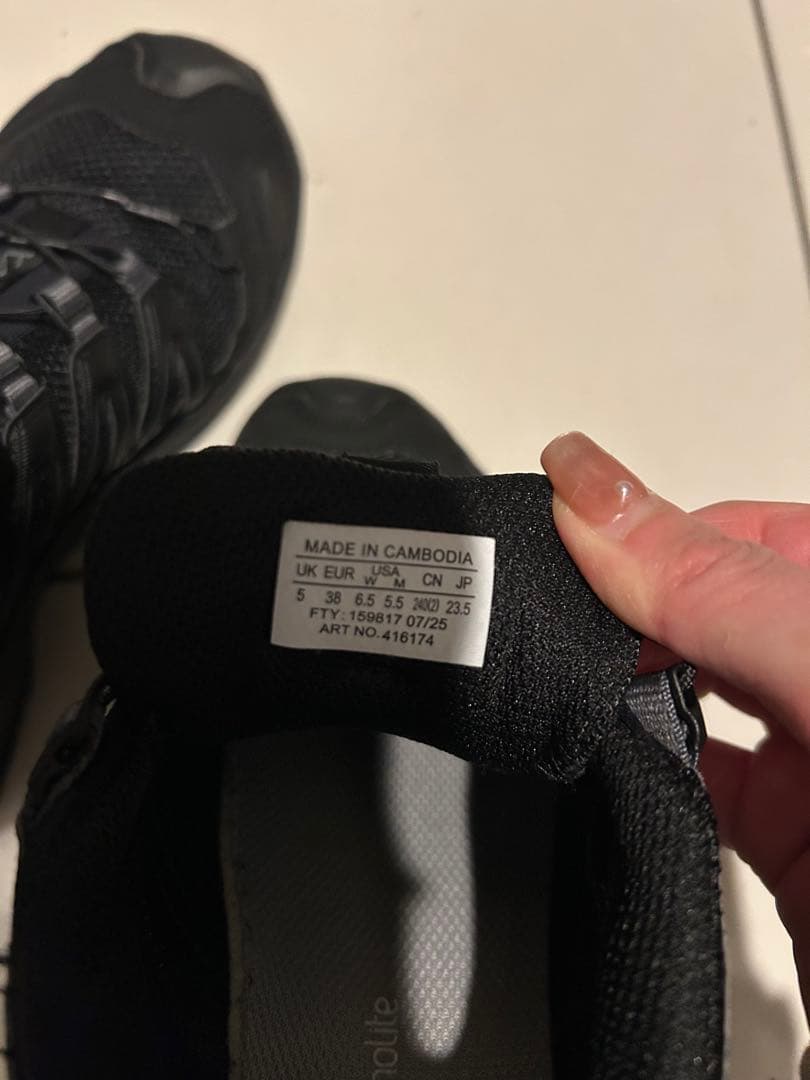 MADE IN CAMBODIA
UK EUR USA W M CN JP
5 38 6.5 5.5 240(2) 23.5
FTY: 159817 07/25
ART NO. 416174
nolite